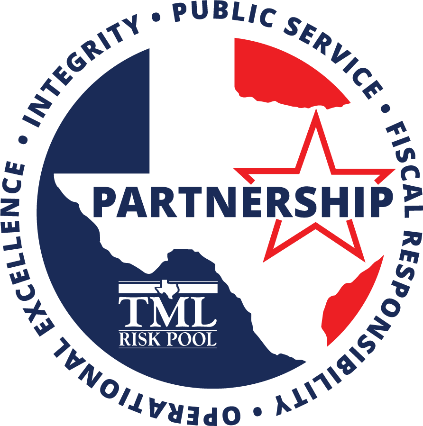 • INTEGRITY • PUBLIC SERVICE • FISCAL RESPONSIBILITY • OPERATIONAL EXCELLENCE
PARTNERSHIP
TML
RISK POOL